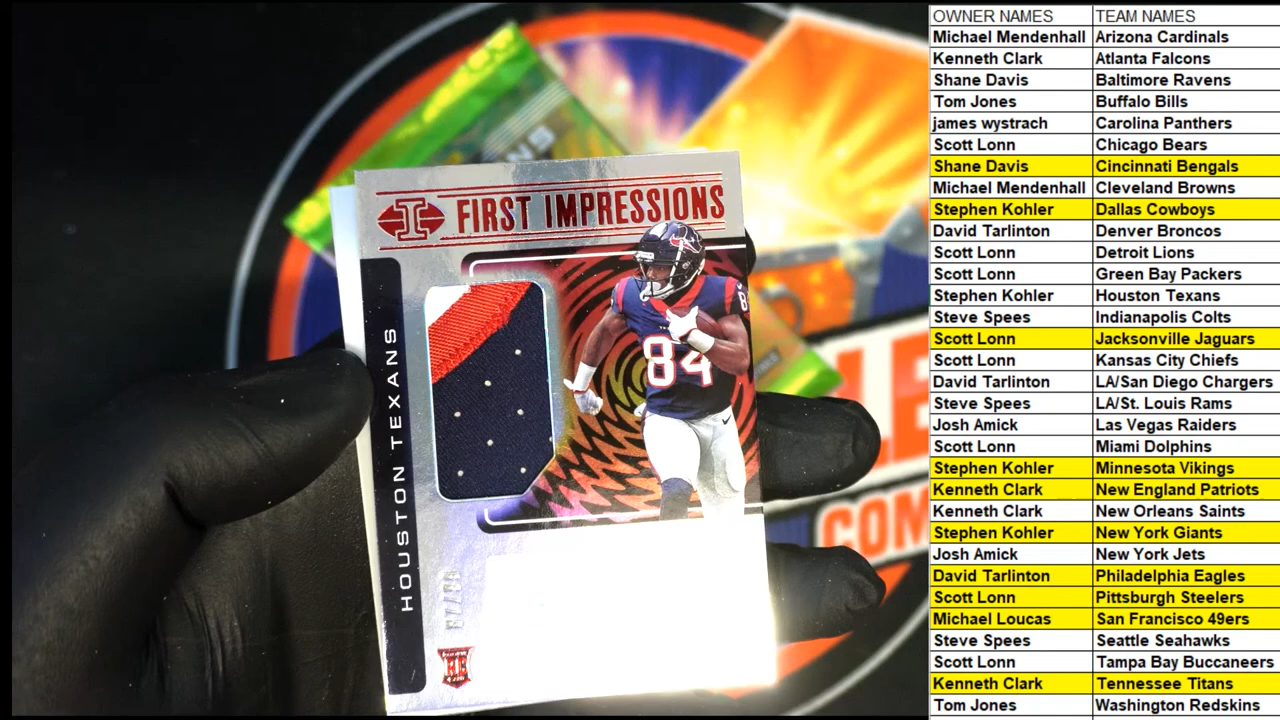 FIRST IMPRESSIONS
HOUSTON TEXANS
84
OWNER NAMES TEAM NAMES
Michael Mendenhall Arizona Cardinals
Kenneth Clark Atlanta Falcons
Shane Davis Baltimore Ravens
Tom Jones Buffalo Bills
james wystrach Carolina Panthers
Scott Lonn Chicago Bears
Shane Davis Cincinnati Bengals
Michael Mendenhall Cleveland Browns
Stephen Kohler Dallas Cowboys
David Tarlinton Denver Broncos
Scott Lonn Detroit Lions
Scott Lonn Green Bay Packers
Stephen Kohler Houston Texans
Steve Spees Indianapolis Colts
Scott Lonn Jacksonville Jaguars
Scott Lonn Kansas City Chiefs
David Tarlinton LA/San Diego Chargers
Steve Spees LA/St. Louis Rams
Josh Amick Las Vegas Raiders
Scott Lonn Miami Dolphins
Stephen Kohler Minnesota Vikings
Kenneth Clark New England Patriots
Kenneth Clark New Orleans Saints
Stephen Kohler New York Giants
Josh Amick New York Jets
David Tarlinton Philadelphia Eagles
Scott Lonn Pittsburgh Steelers
Michael Loucas San Francisco 49ers
Steve Spees Seattle Seahawks
Scott Lonn Tampa Bay Buccaneers
Kenneth Clark Tennessee Titans
Tom Jones Washington Redskins